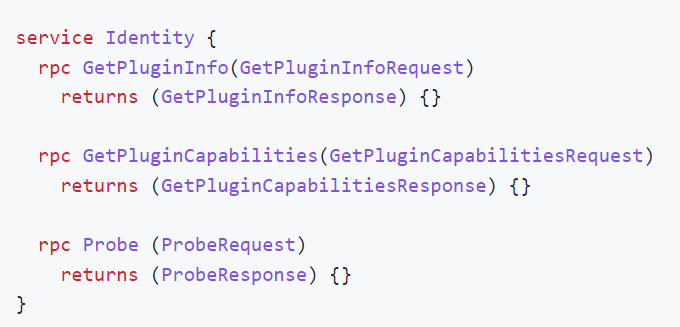 service Identity {
rpc GetPluginInfo(GetPluginInfoRequest)
returns (GetPluginInfoResponse) {}
rpc GetPluginCapabilities(GetPluginCapabilitiesRequest)
returns (GetPluginCapabilitiesResponse) {}
rpc Probe (ProbeRequest)
returns (ProbeResponse) {}
}